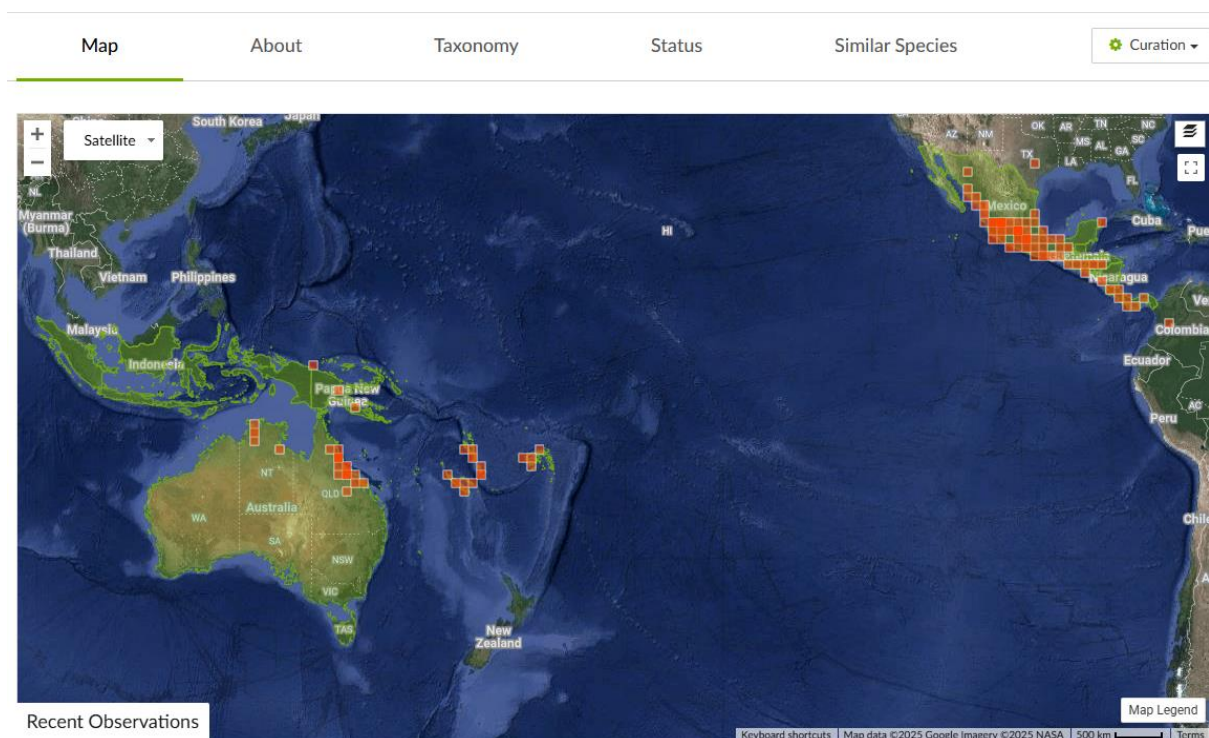 Map About Taxonomy Status Similar Species Curation
+
Satellite
−
South Korea Japan
OK AR TN NC
AZ NM MS AL SC
GA
TX LA
FL
NL
Myanmar
(Burma)
Mexico
Cuba
HI
Thailand
Vietnam Philippines
Nicaragua
Malaysia
Colombia
Indonesia
Ecuador
Papua New
Guinea
AC
Peru
NT
QLD
Australia
WA
SA
NSW
VIC
TAS
New
Zealand
Map Legend
Recent Observations
Keyboard shortcuts Map data ©2025 Google Imagery ©2025 NASA 500 km Terms